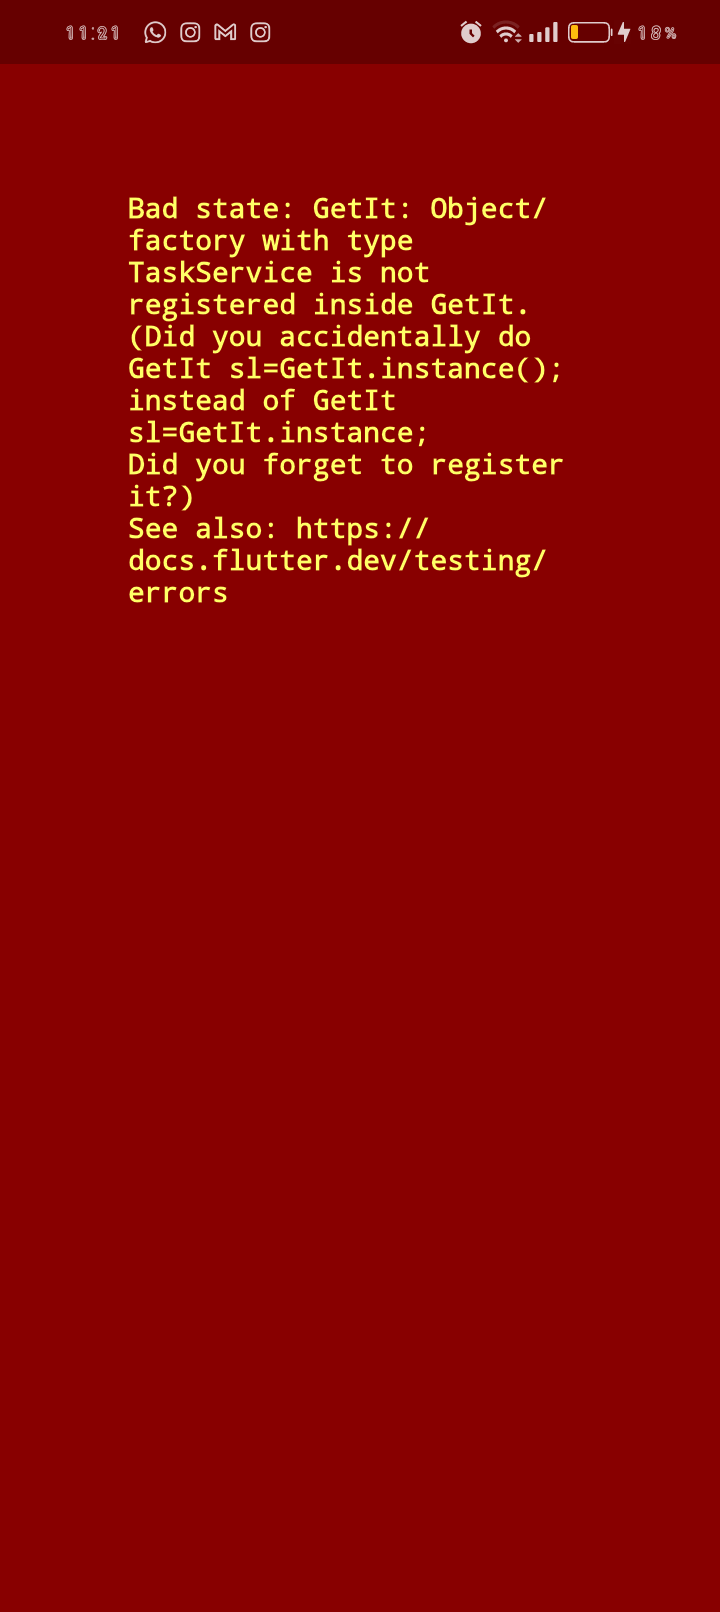 11:21 18%
Bad state: GetIt: Object/
factory with type
TaskService is not
registered inside GetIt.
(Did you accidentally do
GetIt sl=GetIt.instance();
instead of GetIt
sl=GetIt.instance;
Did you forget to register
it?)
See also: https://
docs.flutter.dev/testing/
errors